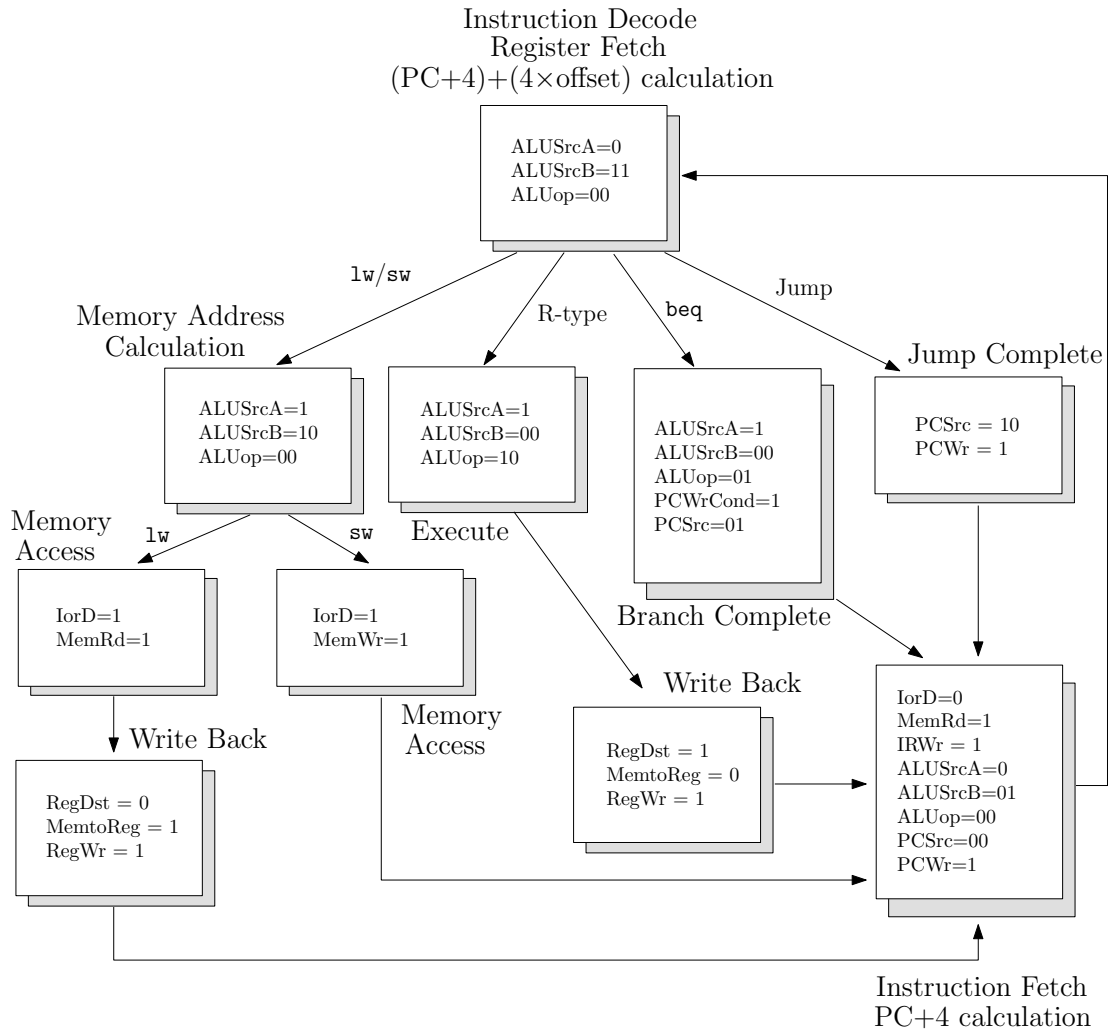 Instruction Decode
Register Fetch
(PC+4)+(4×offset) calculation
ALUSrcA=0
ALUSrcB=11
ALUop=00
lw/sw
R-type
beq
Jump
Memory Address
Calculation
ALUSrcA=1
ALUSrcB=10
ALUop=00
ALUSrcA=1
ALUSrcB=00
ALUop=10
Execute
ALUSrcA=1
ALUSrcB=00
ALUop=01
PCWrCond=1
PCSrc=01
Branch Complete
Jump Complete
PCSrc = 10
PCWr = 1
Memory
Access
lw
sw
IorD=1
MemRd=1
IorD=1
MemWr=1
Memory
Access
Write Back
RegDst = 0
MemtoReg = 1
RegWr = 1
Write Back
RegDst = 1
MemtoReg = 0
RegWr = 1
IorD=0
MemRd=1
IRWr = 1
ALUSrcA=0
ALUSrcB=01
ALUop=00
PCSrc=00
PCWr=1
Instruction Fetch
PC+4 calculation